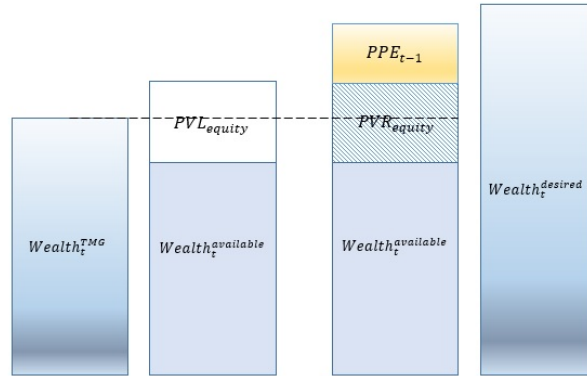 PPE_{t-1}
PVL_{equity}
PVR_{equity}
Wealth_t^{desired}
Wealth_t^{TMG}
Wealth_t^{available}
Wealth_t^{available}